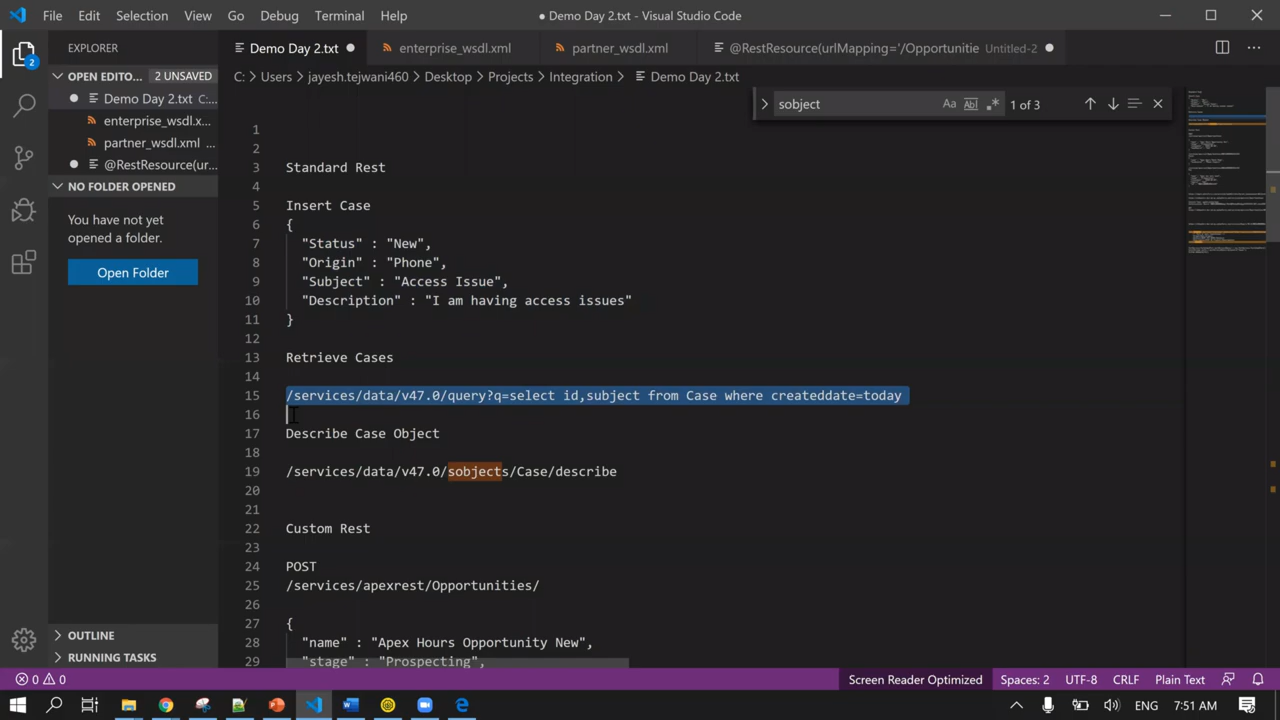 File Edit Selection View Go Debug Terminal Help
● Demo Day 2.txt - Visual Studio Code
EXPLORER
Demo Day 2.txt
enterprise_wsdl.xml
partner_wsdl.xml
@RestResource(urlMapping='/Opportunitie Untitled-2
OPEN EDITO... 2 UNSAVED
C: > Users > jayesh.tejwani460 > Desktop > Projects > Integration > Demo Day 2.txt
Demo Day 2.txt C:...
enterprise_wsdl.x...
partner_wsdl.xml ...
@RestResource(ur...
sobject
Aa Abl .* 1 of 3
NO FOLDER OPENED
You have not yet
opened a folder.
Open Folder
2
1
2
3 Standard Rest
4
5 Insert Case
6 {
7 "Status" : "New",
8 "Origin" : "Phone",
9 "Subject" : "Access Issue",
10 "Description" : "I am having access issues"
11 }
12
13 Retrieve Cases
14
15 /services/data/v47.0/query?q=select id,subject from Case where createddate=today
16
17 Describe Case Object
18
19 /services/data/v47.0/sobjects/Case/describe
20
21
22 Custom Rest
23
24 POST
25 /services/apexrest/Opportunities/
26
27 {
28 "name" : "Apex Hours Opportunity New",
29 "stage" : "Prospecting",
OUTLINE
RUNNING TASKS
0 0
Screen Reader Optimized Spaces: 2 UTF-8 CRLF Plain Text
ENG 7:51 AM